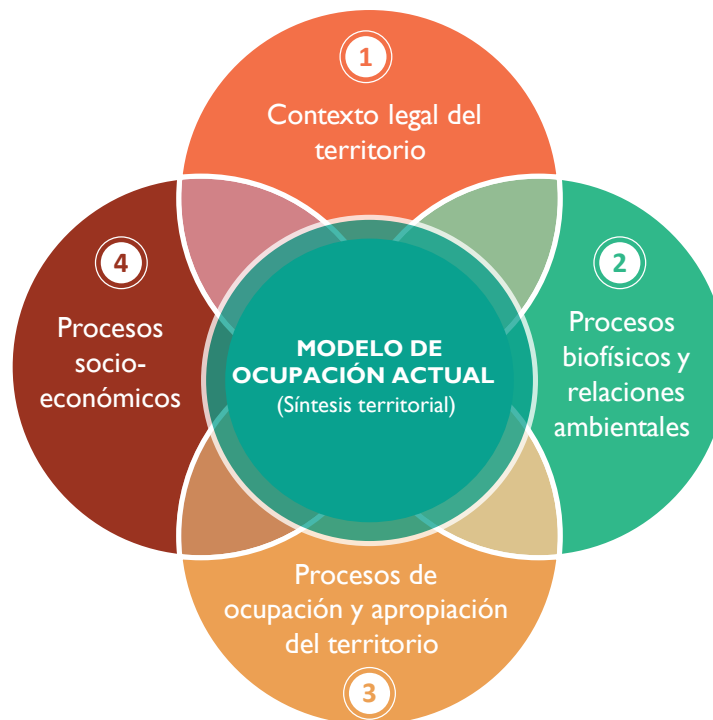 1
Contexto legal del
territorio
2
Procesos
biofísicos y
relaciones
ambientales
3
Procesos de
ocupación y apropiación
del territorio
4
Procesos
socio-
económicos
MODELO DE
OCUPACIÓN ACTUAL
(Síntesis territorial)